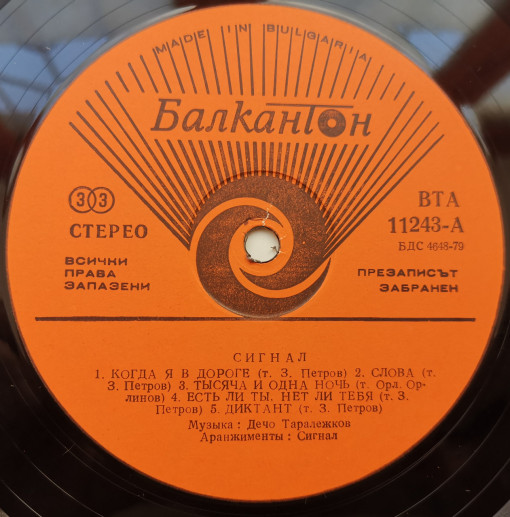 MADE IN BULGARIA
Балкантон
33
СТЕРЕО
ВСИЧКИ
ПРАВА
ЗАПАЗЕНИ
ВТА
11243-А
БДС 4648-79
ПРЕЗАПИСЪТ
ЗАБРАНЕН
СИГНАЛ
1. КОГДА Я В ДОРОГЕ (т. З. Петров) 2. СЛОВА (т.
З. Петров) 3. ТЫСЯЧА И ОДНА НОЧЬ (т. Орл. Ор-
линов) 4. ЕСТЬ ЛИ ТЫ, НЕТ ЛИ ТЕБЯ (т. З.
Петров) 5. ДИКТАНТ (т. З. Петров)
Музыка : Дечо Таралежков
Аранжименты : Сигнал